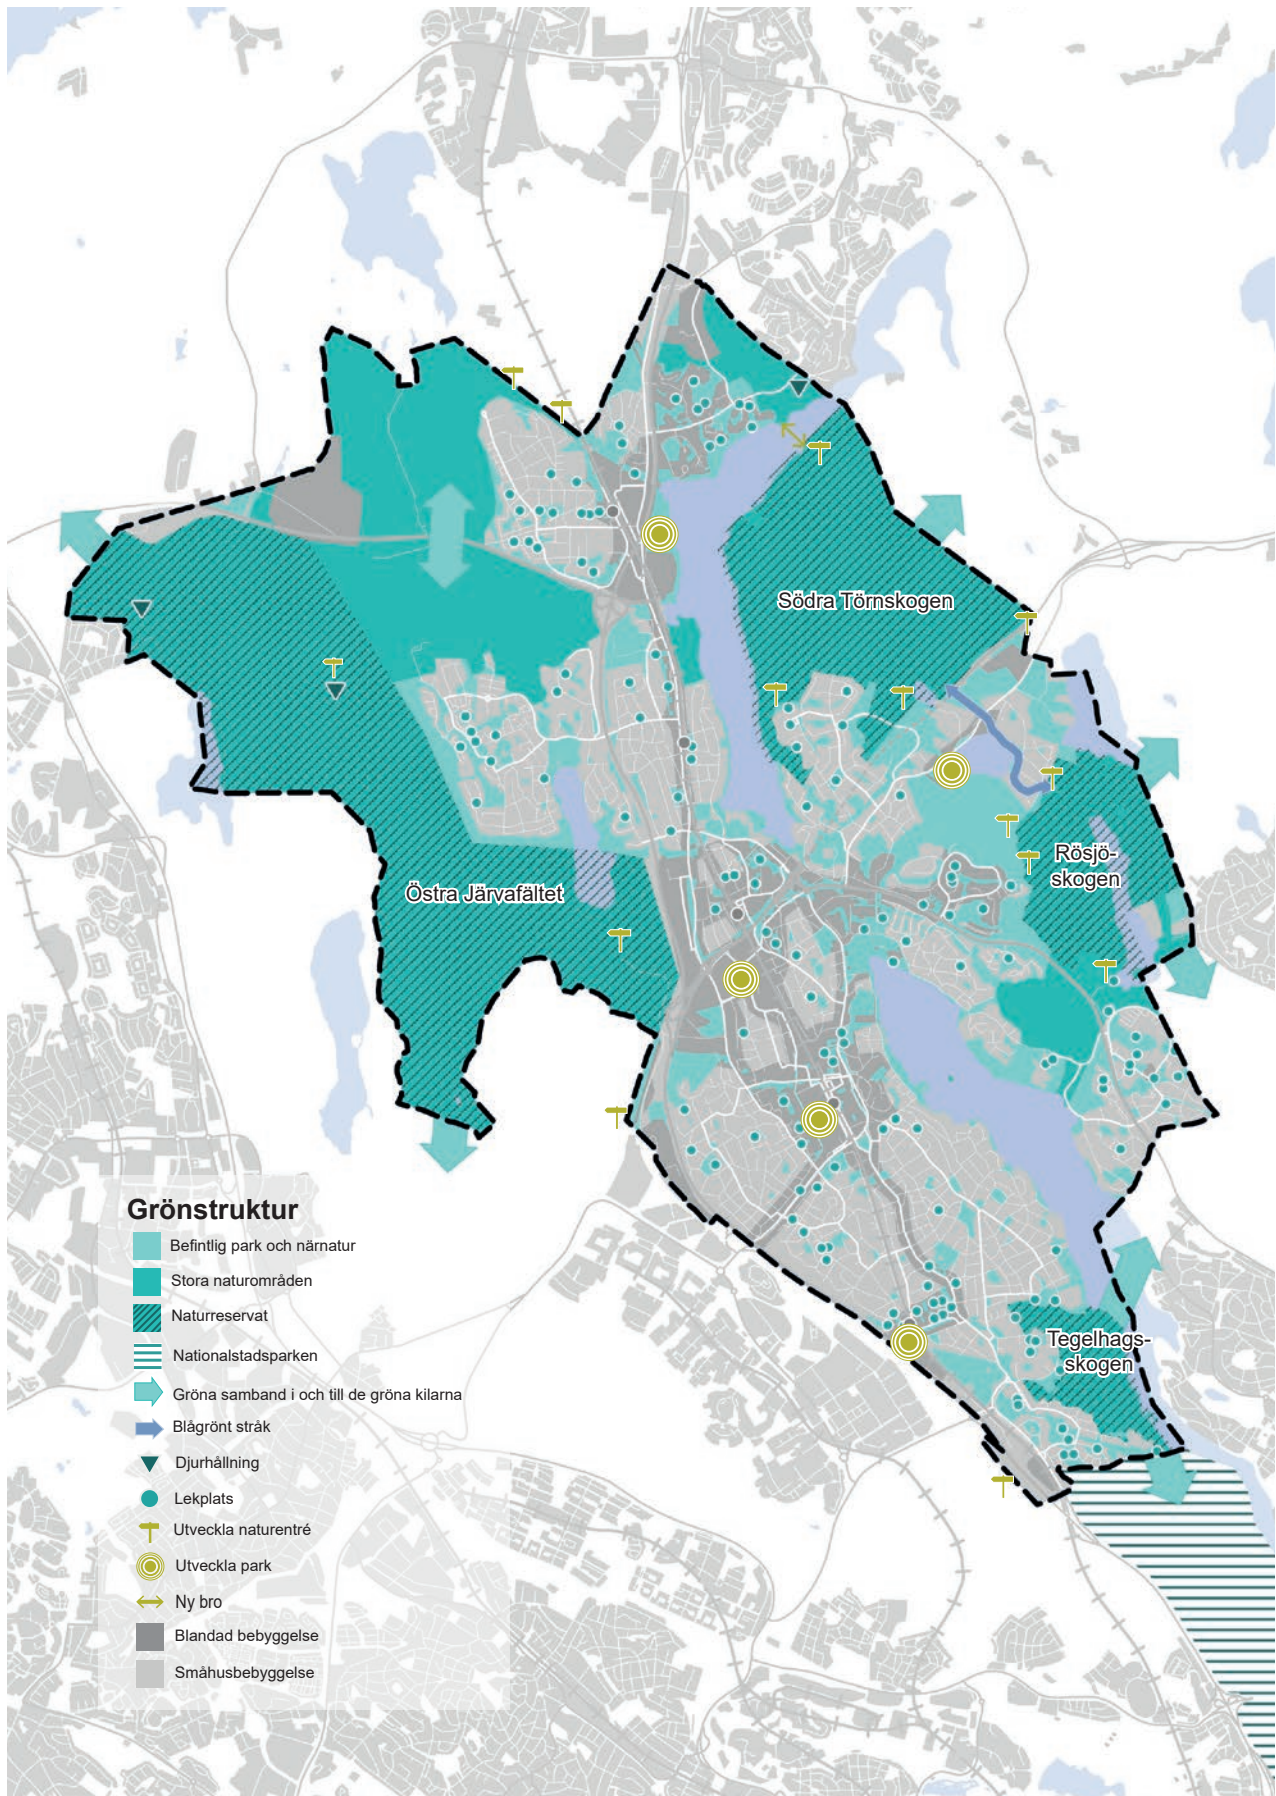 Södra Törnskogen
Rösjö-
skogen
Östra Järvafältet
Tegelhags-
skogen
Grönstruktur
Befintlig park och närnatur
Stora naturområden
Naturreservat
Nationalstadsparken
Gröna samband i och till de gröna kilarna
Blågrönt stråk
Djurhållning
Lekplats
Utveckla naturentré
Utveckla park
Ny bro
Blandad bebyggelse
Småhusbebyggelse